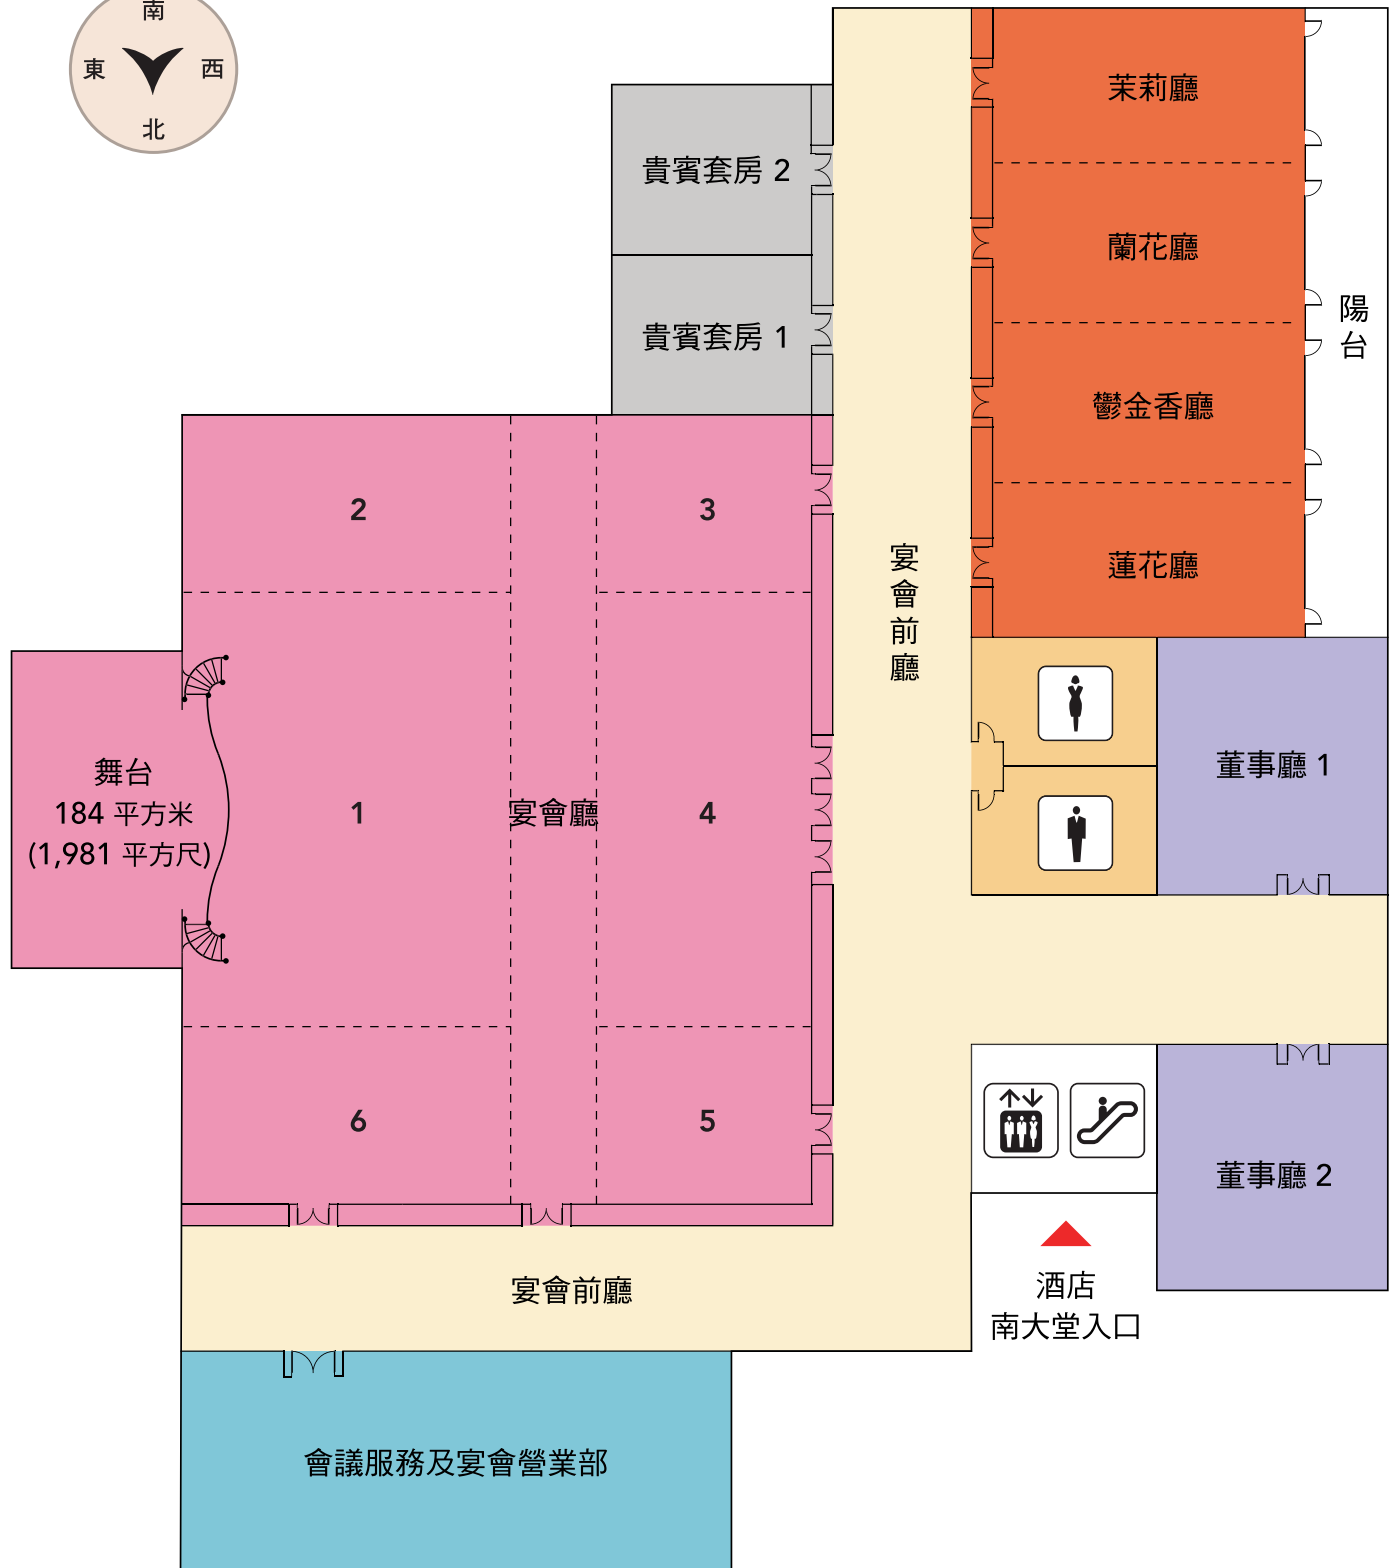 南
東
西
北
茉莉廳
貴賓套房 2
蘭花廳
陽台
貴賓套房 1
鬱金香廳
2
3
宴會前廳
蓮花廳
舞台
184 平方米
(1,981 平方尺)
1
宴會廳
4
董事廳 1
6
5
董事廳 2
宴會前廳
酒店
南大堂入口
會議服務及宴會營業部